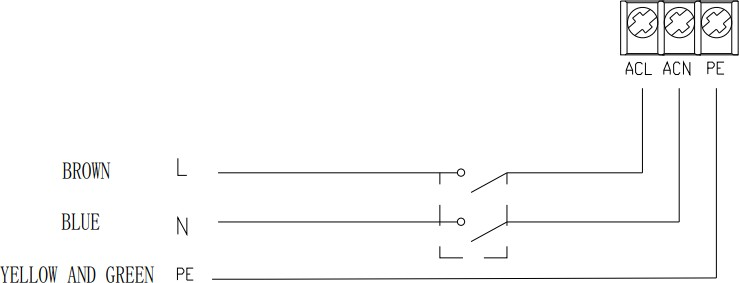 ACL ACN PE
BROWN L
BLUE N
YELLOW AND GREEN PE